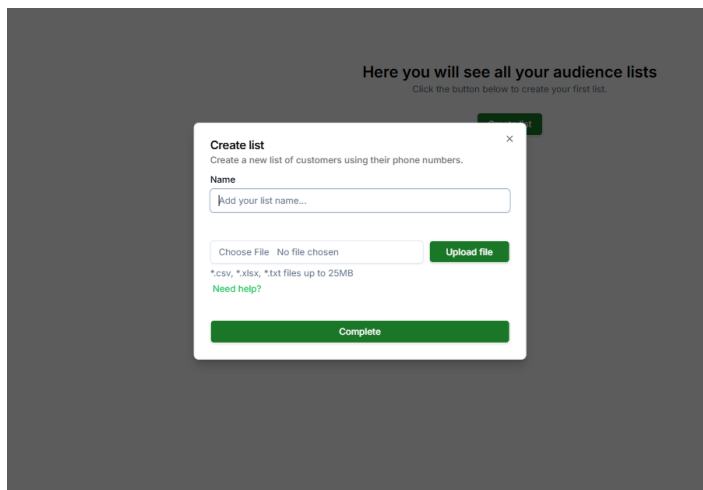 Here you will see all your audience lists
Click the button below to create your first list.
Create list
Create list
Create a new list of customers using their phone numbers.
Name
Add your list name...
Choose File No file chosen
Upload file
*.csv, *.xlsx, *.txt files up to 25MB
Need help?
Complete